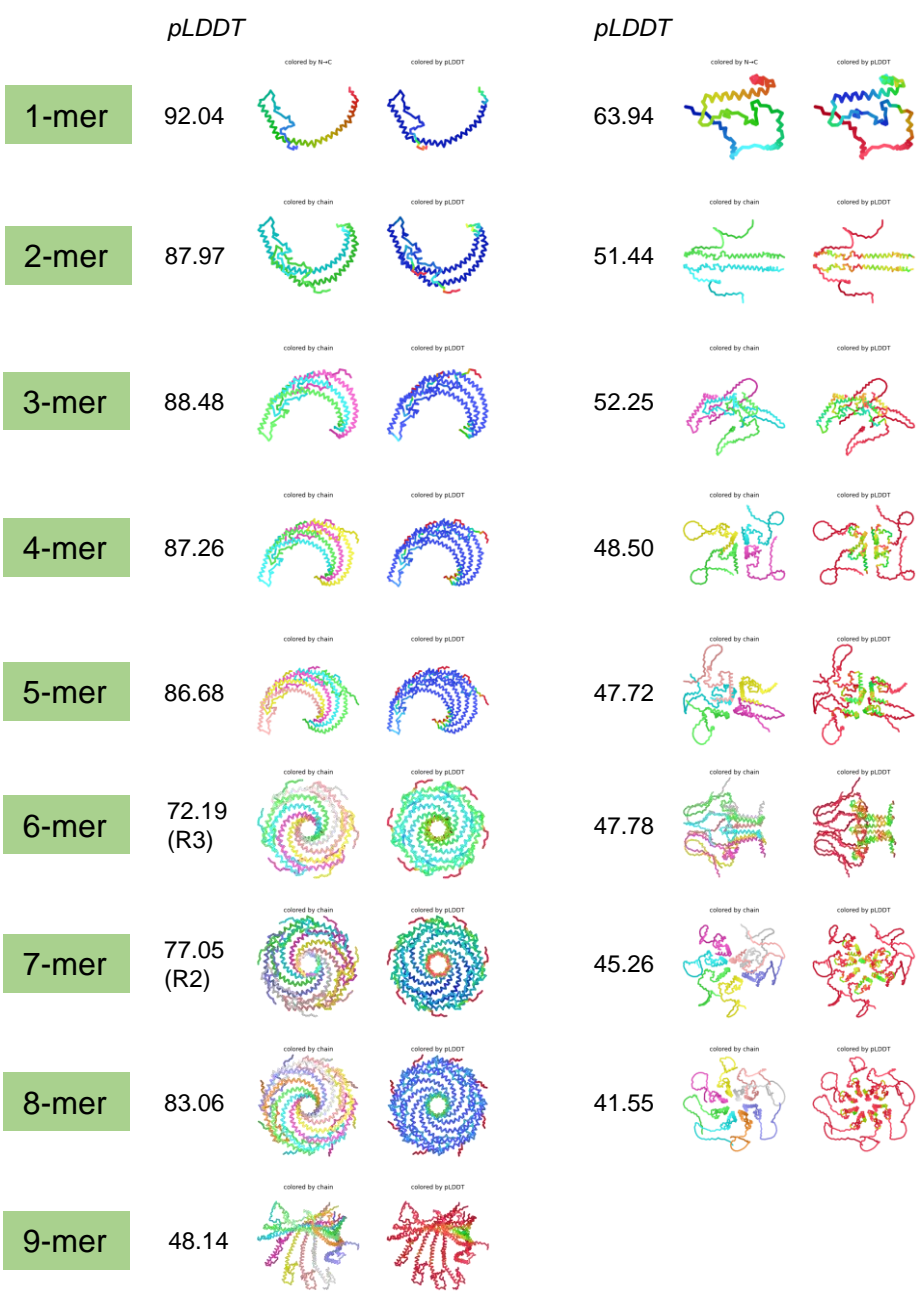 pLDDT pLDDT
colored by N→C colored by pLDDT colored by N→C colored by pLDDT
1-mer 92.04 63.94
colored by chain colored by pLDDT colored by chain colored by pLDDT
2-mer 87.97 51.44
colored by chain colored by pLDDT colored by chain colored by pLDDT
3-mer 88.48 52.25
colored by chain colored by pLDDT colored by chain colored by pLDDT
4-mer 87.26 48.50
colored by chain colored by pLDDT colored by chain colored by pLDDT
5-mer 86.68 47.72
colored by chain colored by pLDDT colored by chain colored by pLDDT
6-mer 72.19 47.78
(R3)
colored by chain colored by pLDDT colored by chain colored by pLDDT
7-mer 77.05 45.26
(R2)
colored by chain colored by pLDDT colored by chain colored by pLDDT
8-mer 83.06 41.55
colored by chain colored by pLDDT
9-mer 48.14